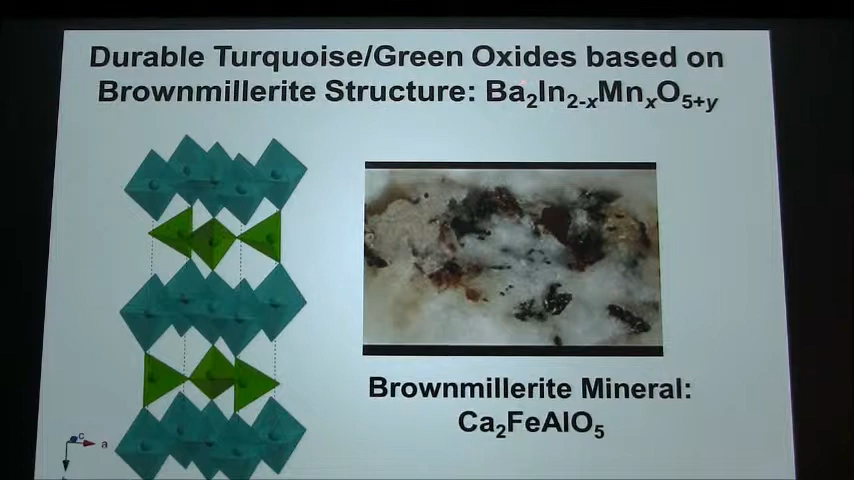 Durable Turquoise/Green Oxides based on
Brownmillerite Structure: Ba₂In₂₋ₓMnₓO₅₊y
c
a
Brownmillerite Mineral:
Ca₂FeAlO₅